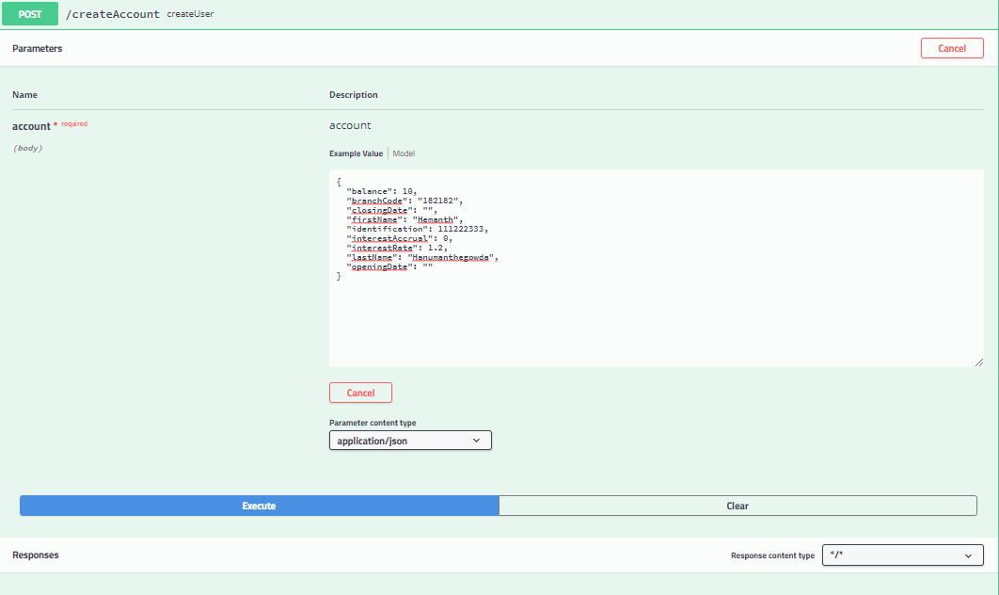 POST /createAccount createUser
Parameters
Cancel
Name Description
account * required
account
(body)
Example Value Model
{
"balance": 10,
"branchCode": "182182",
"closingDate": "",
"firstName": "Hemanth",
"identification": 111222333,
"interestAccrual": 0,
"interestRate": 1.2,
"lastName": "Hanumanthegowda",
"openingDate": ""
}
Cancel
Parameter content type
application/json
Execute Clear
Responses
Response content type */*